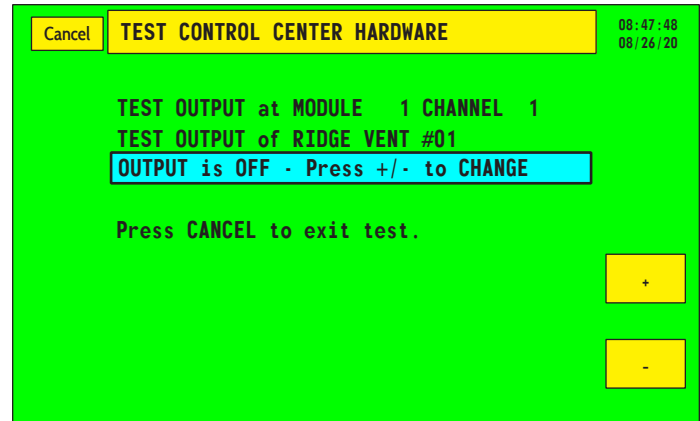 Cancel
TEST CONTROL CENTER HARDWARE
08:47:48
08/26/20
TEST OUTPUT at MODULE 1 CHANNEL 1
TEST OUTPUT of RIDGE VENT #01
OUTPUT is OFF - Press +/- to CHANGE
Press CANCEL to exit test.
+
-